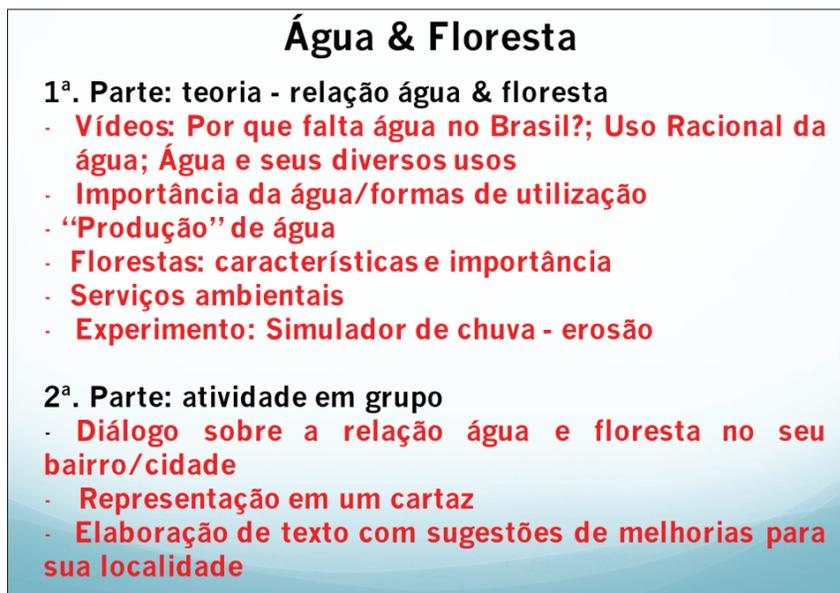 Água & Floresta
1ª. Parte: teoria - relação água & floresta
- Vídeos: Por que falta água no Brasil?; Uso Racional da
água; Água e seus diversos usos
- Importância da água/formas de utilização
- “Produção” de água
- Florestas: características e importância
- Serviços ambientais
- Experimento: Simulador de chuva - erosão
2ª. Parte: atividade em grupo
- Diálogo sobre a relação água e floresta no seu
bairro/cidade
- Representação em um cartaz
- Elaboração de texto com sugestões de melhorias para
sua localidade